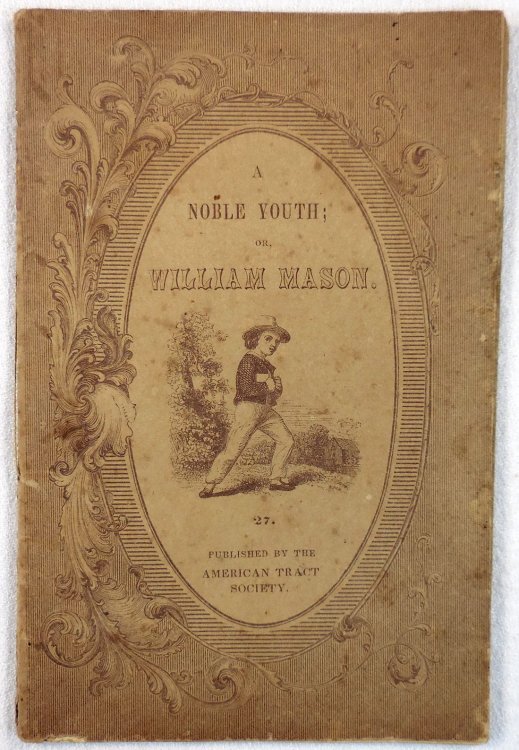 A
NOBLE YOUTH;
OR,
WILLIAM MASON.
27.
PUBLISHED BY THE
AMERICAN TRACT
SOCIETY.